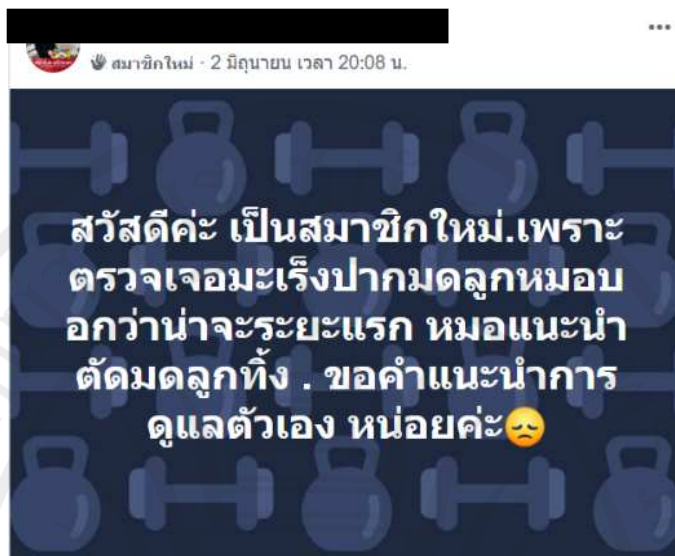 สมาชิกใหม่ · 2 มิถุนายน เวลา 20:08 น.
สวัสดีค่ะ เป็นสมาชิกใหม่.เพราะ
ตรวจเจอมะเร็งปากมดลูกหมอบ
อกว่าน่าจะระยะแรก หมอแนะนำ
ตัดมดลูกทิ้ง . ขอคำแนะนำการ
ดูแลตัวเอง หน่อยค่ะ😞